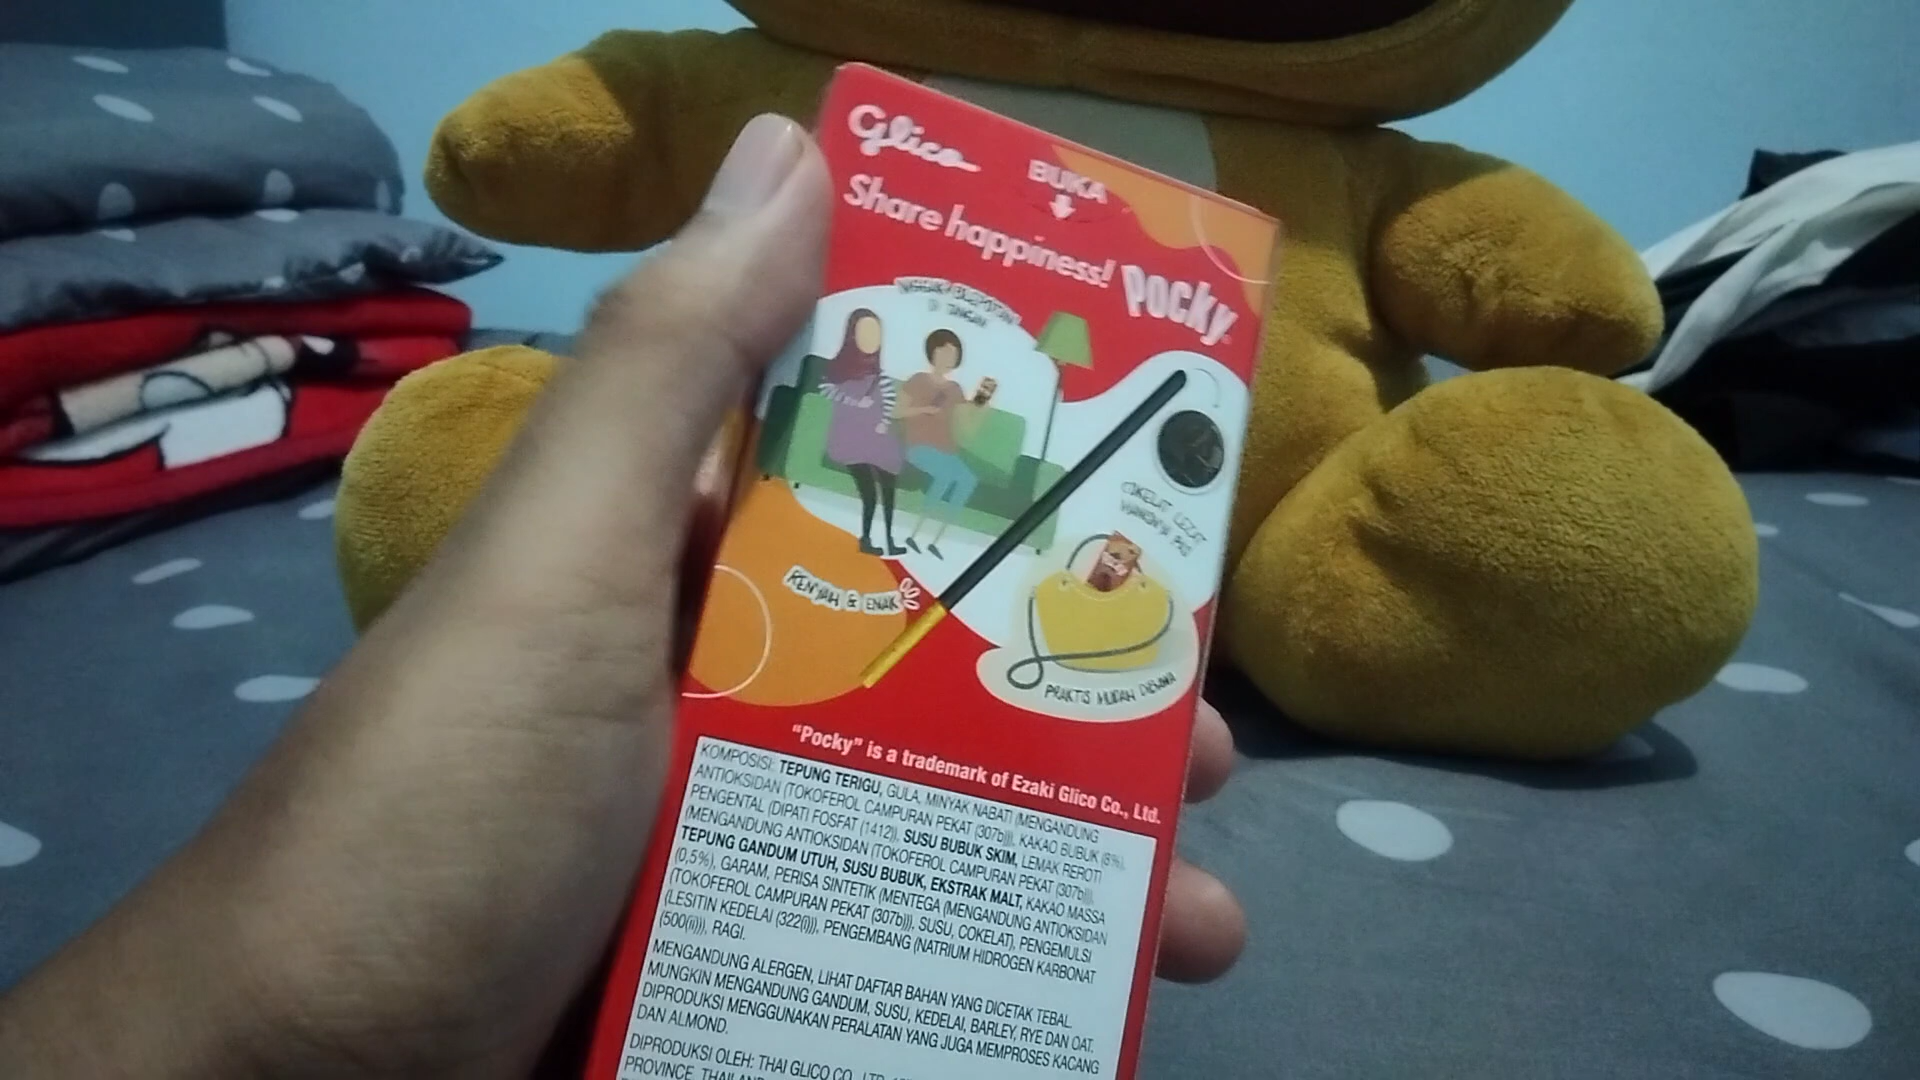 Glico
BUKA
Share happiness! Pocky
DI TANGAN
COKELAT LEZAT
RENYAH & ENAK
PRAKTIS MUDAH DIBAWA
"Pocky" is a trademark of Ezaki Glico Co., Ltd.
KOMPOSISI: TEPUNG TERIGU, GULA, MINYAK NABATI (MENGANDUNG
ANTIOKSIDAN (TOKOFEROL CAMPURAN PEKAT (307b))), KAKAO BUBUK (8%),
PENGENTAL (DIPATI FOSFAT (1412)), SUSU BUBUK SKIM, LEMAK REROTI
(MENGANDUNG ANTIOKSIDAN (TOKOFEROL CAMPURAN PEKAT (307b))),
TEPUNG GANDUM UTUH, SUSU BUBUK, EKSTRAK MALT, KAKAO MASSA
(0,5%), GARAM, PERISA SINTETIK (MENTEGA (MENGANDUNG ANTIOKSIDAN
(TOKOFEROL CAMPURAN PEKAT (307b))), SUSU, COKELAT), PENGEMULSI
(LESITIN KEDELAI (322(i))), PENGEMBANG (NATRIUM HIDROGEN KARBONAT
(500(ii))), RAGI.
MENGANDUNG ALERGEN, LIHAT DAFTAR BAHAN YANG DICETAK TEBAL.
MUNGKIN MENGANDUNG GANDUM, SUSU, KEDELAI, BARLEY, RYE DAN OAT.
DIPRODUKSI MENGGUNAKAN PERALATAN YANG JUGA MEMPROSES KACANG
DAN ALMOND.
DIPRODUKSI OLEH: THAI GLICO CO., LTD.
PROVINCE, THAILAND